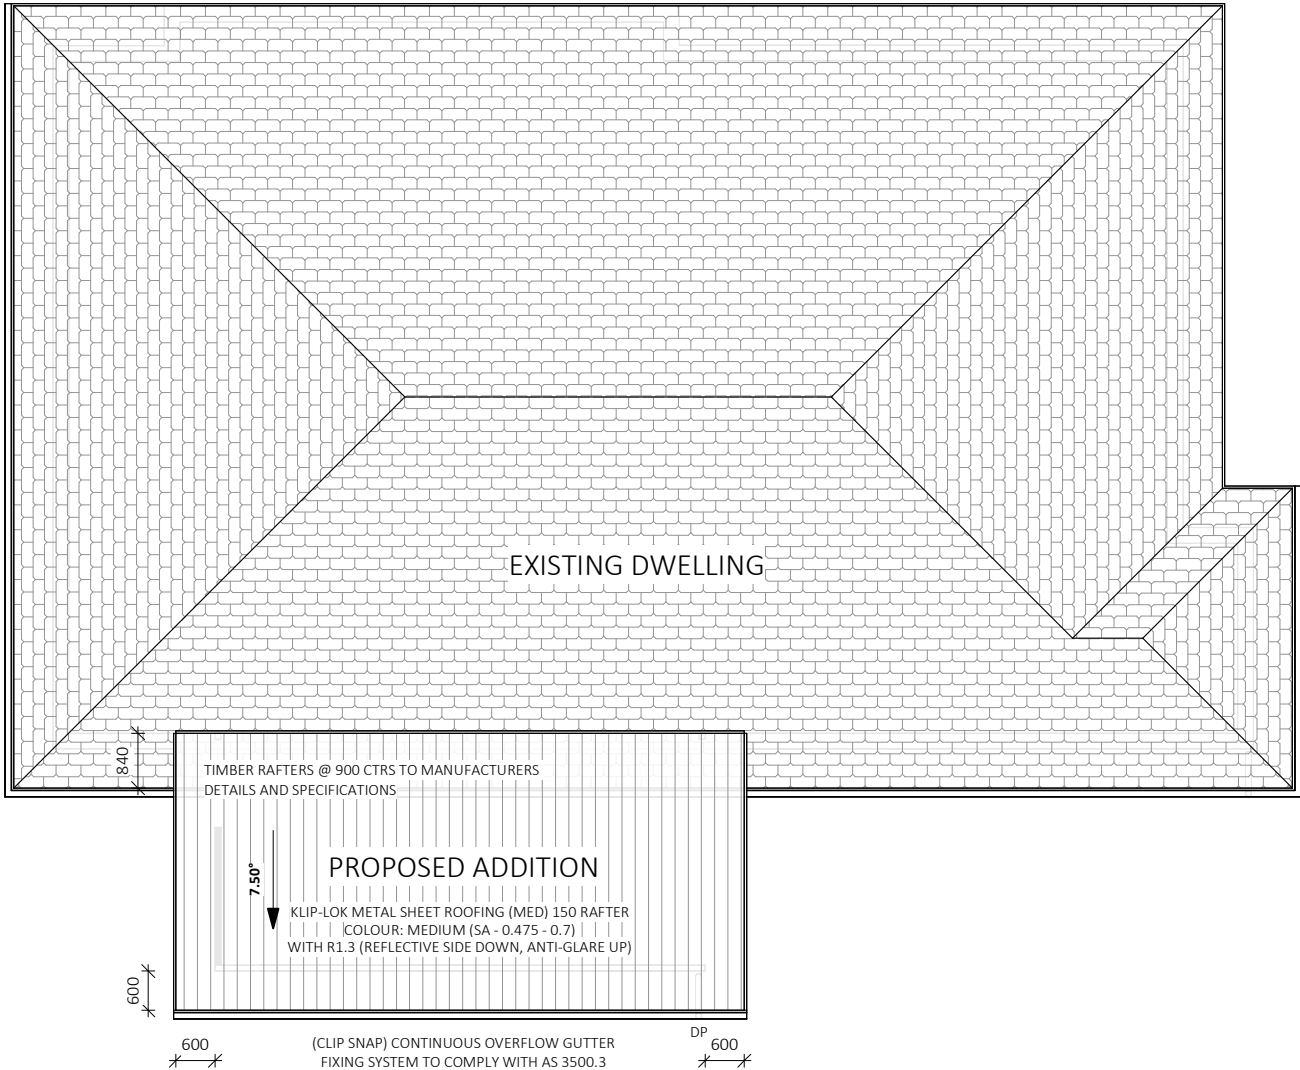 EXISTING DWELLING
840
TIMBER RAFTERS @ 900 CTRS TO MANUFACTURERS
DETAILS AND SPECIFICATIONS
7.50°
PROPOSED ADDITION
KLIP-LOK METAL SHEET ROOFING (MED) 150 RAFTER
COLOUR: MEDIUM (SA - 0.475 - 0.7)
WITH R1.3 (REFLECTIVE SIDE DOWN, ANTI-GLARE UP)
600
DP
600
(CLIP SNAP) CONTINUOUS OVERFLOW GUTTER
FIXING SYSTEM TO COMPLY WITH AS 3500.3
600